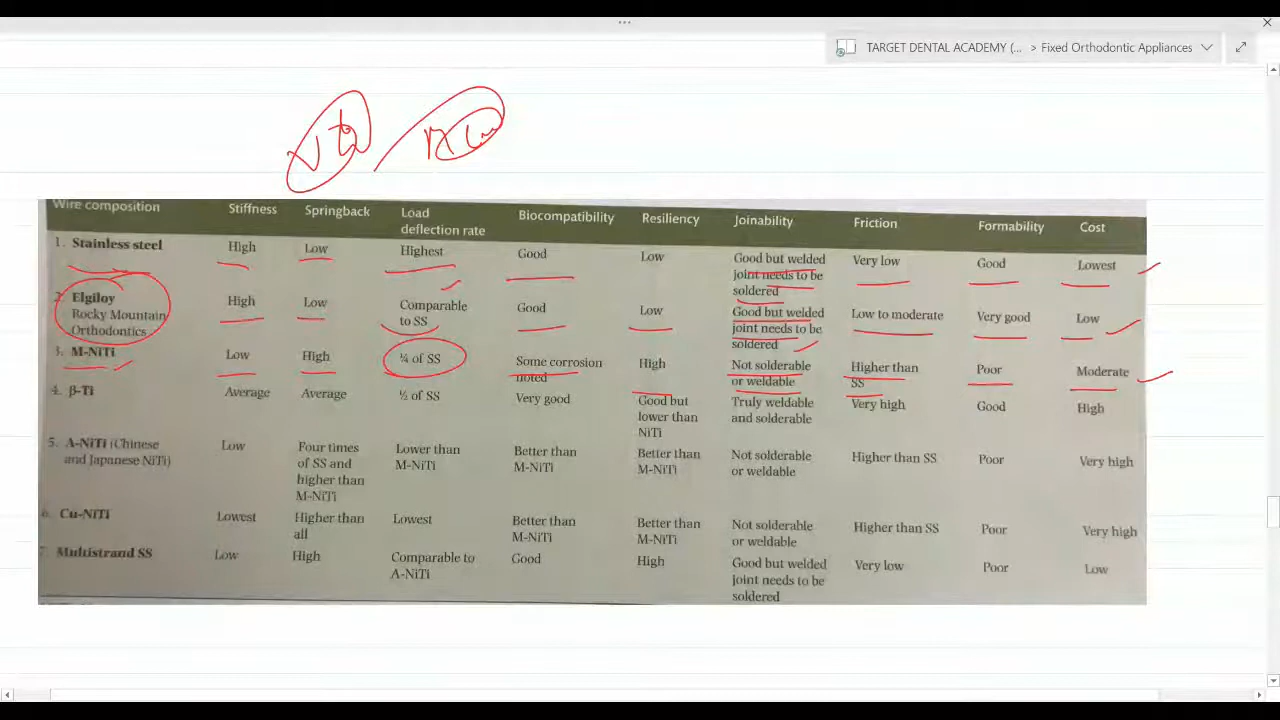 TARGET DENTAL ACADEMY (... > Fixed Orthodontic Appliances
Wire composition Stiffness Springback Load deflection rate Biocompatibility Resiliency Joinability Friction Formability Cost
1. Stainless steel High Low Highest Good Low Good but welded joint needs to be soldered Very low Good Lowest
2. Elgiloy Rocky Mountain Orthodontics High Low Comparable to SS Good Low Good but welded joint needs to be soldered Low to moderate Very good Low
3. M-NiTi Low High ¼ of SS Some corrosion noted High Not solderable or weldable Higher than SS Poor Moderate
4. β-Ti Average Average ½ of SS Very good Good but lower than NiTi Truly weldable and solderable Very high Good High
5. A-NiTi (Chinese and Japanese NiTi) Low Four times of SS and higher than M-NiTi Lower than M-NiTi Better than M-NiTi Better than M-NiTi Not solderable or weldable Higher than SS Poor Very high
6. Cu-NiTi Lowest Higher than all Lowest Better than M-NiTi Better than M-NiTi Not solderable or weldable Higher than SS Poor Very high
7. Multistrand SS Low High Comparable to A-NiTi Good High Good but welded joint needs to be soldered Very low Poor Low